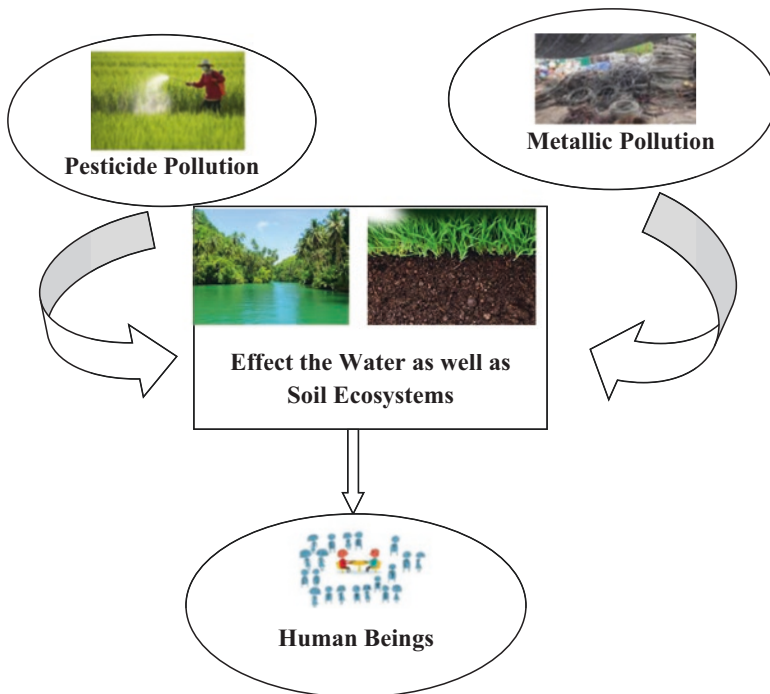 Pesticide Pollution
Metallic Pollution
Effect the Water as well as
Soil Ecosystems
Human Beings